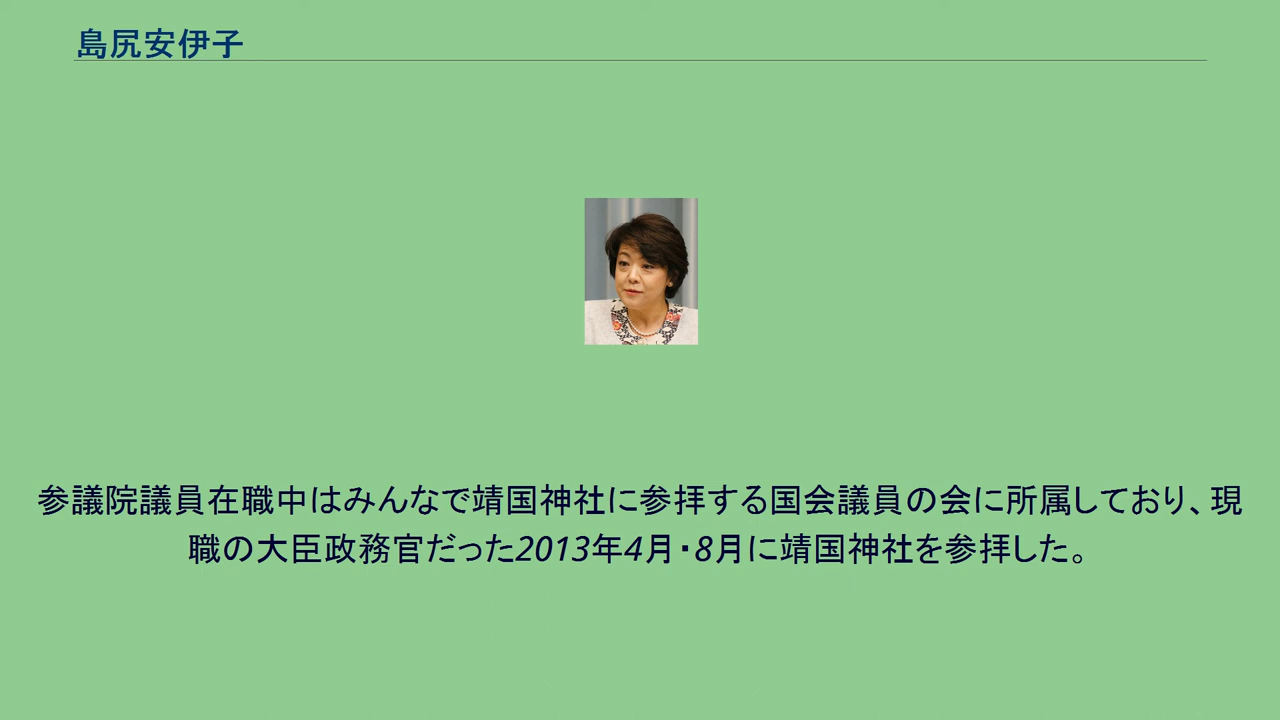 島尻安伊子
参議院議員在職中はみんなで靖国神社に参拝する国会議員の会に所属しており、現
職の大臣政務官だった2013年4月・8月に靖国神社を参拝した。